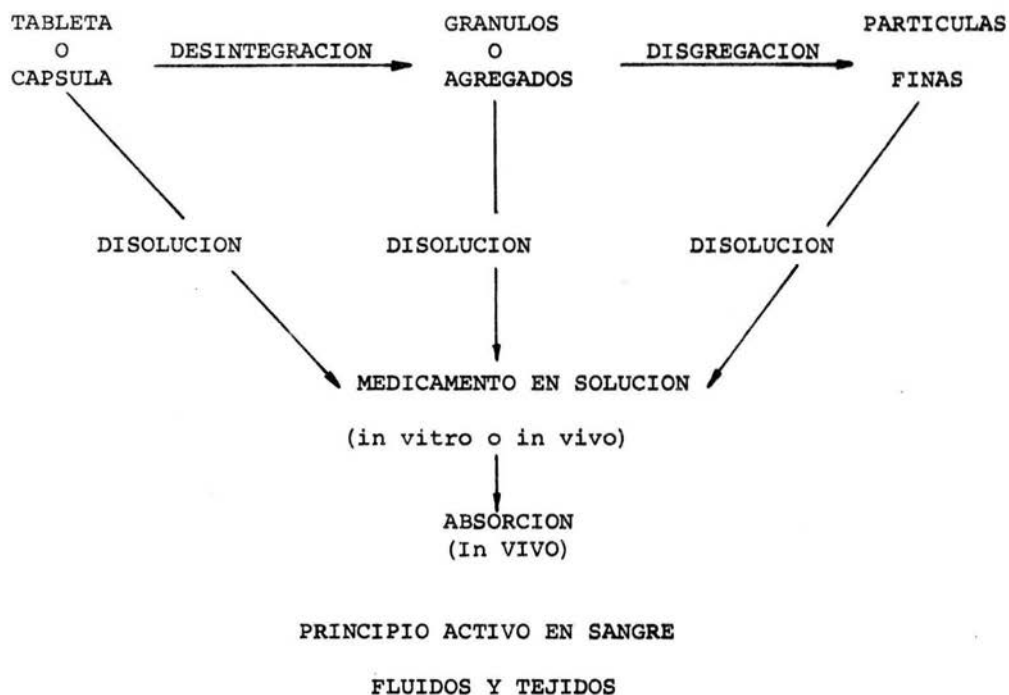 TABLETA GRANULOS PARTICULAS
O DESINTEGRACION O DISGREGACION
CAPSULA AGREGADOS FINAS
DISOLUCION DISOLUCION DISOLUCION
MEDICAMENTO EN SOLUCION
(in vitro o in vivo)
ABSORCION
(In VIVO)
PRINCIPIO ACTIVO EN SANGRE
FLUIDOS Y TEJIDOS